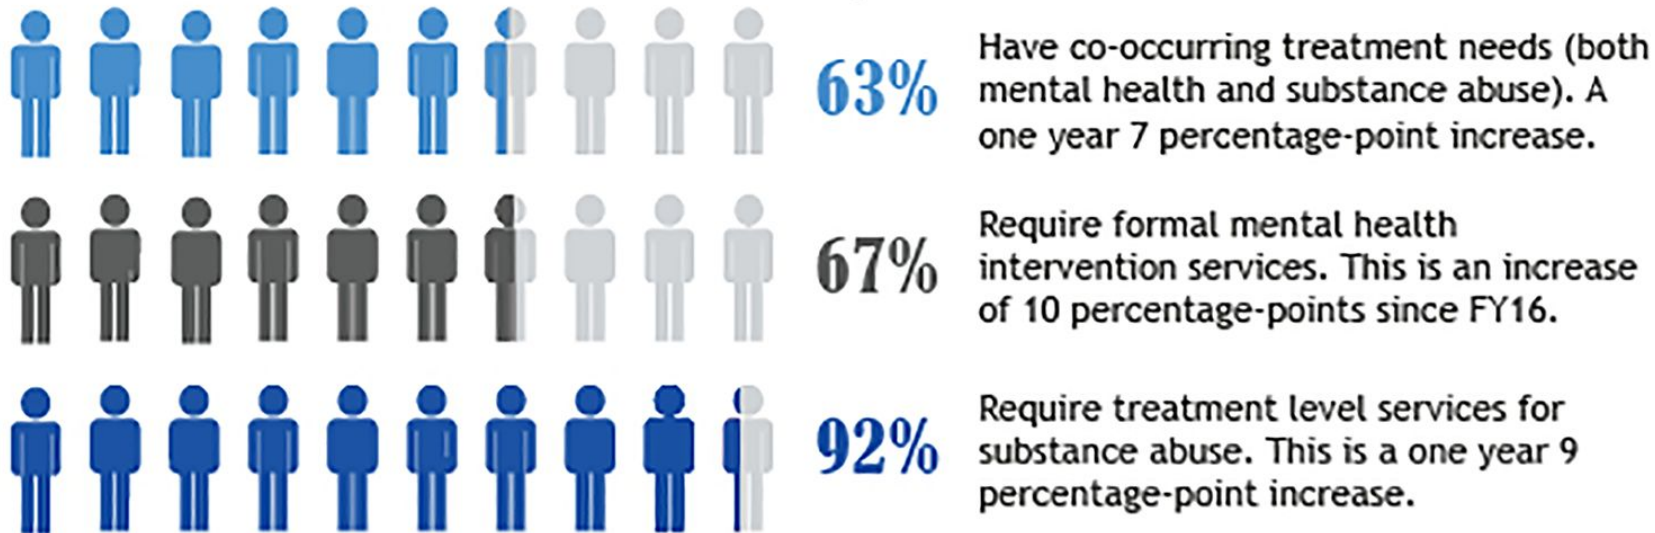 63%
Have co-occurring treatment needs (both
mental health and substance abuse). A
one year 7 percentage-point increase.
67%
Require formal mental health
intervention services. This is an increase
of 10 percentage-points since FY16.
92%
Require treatment level services for
substance abuse. This is a one year 9
percentage-point increase.